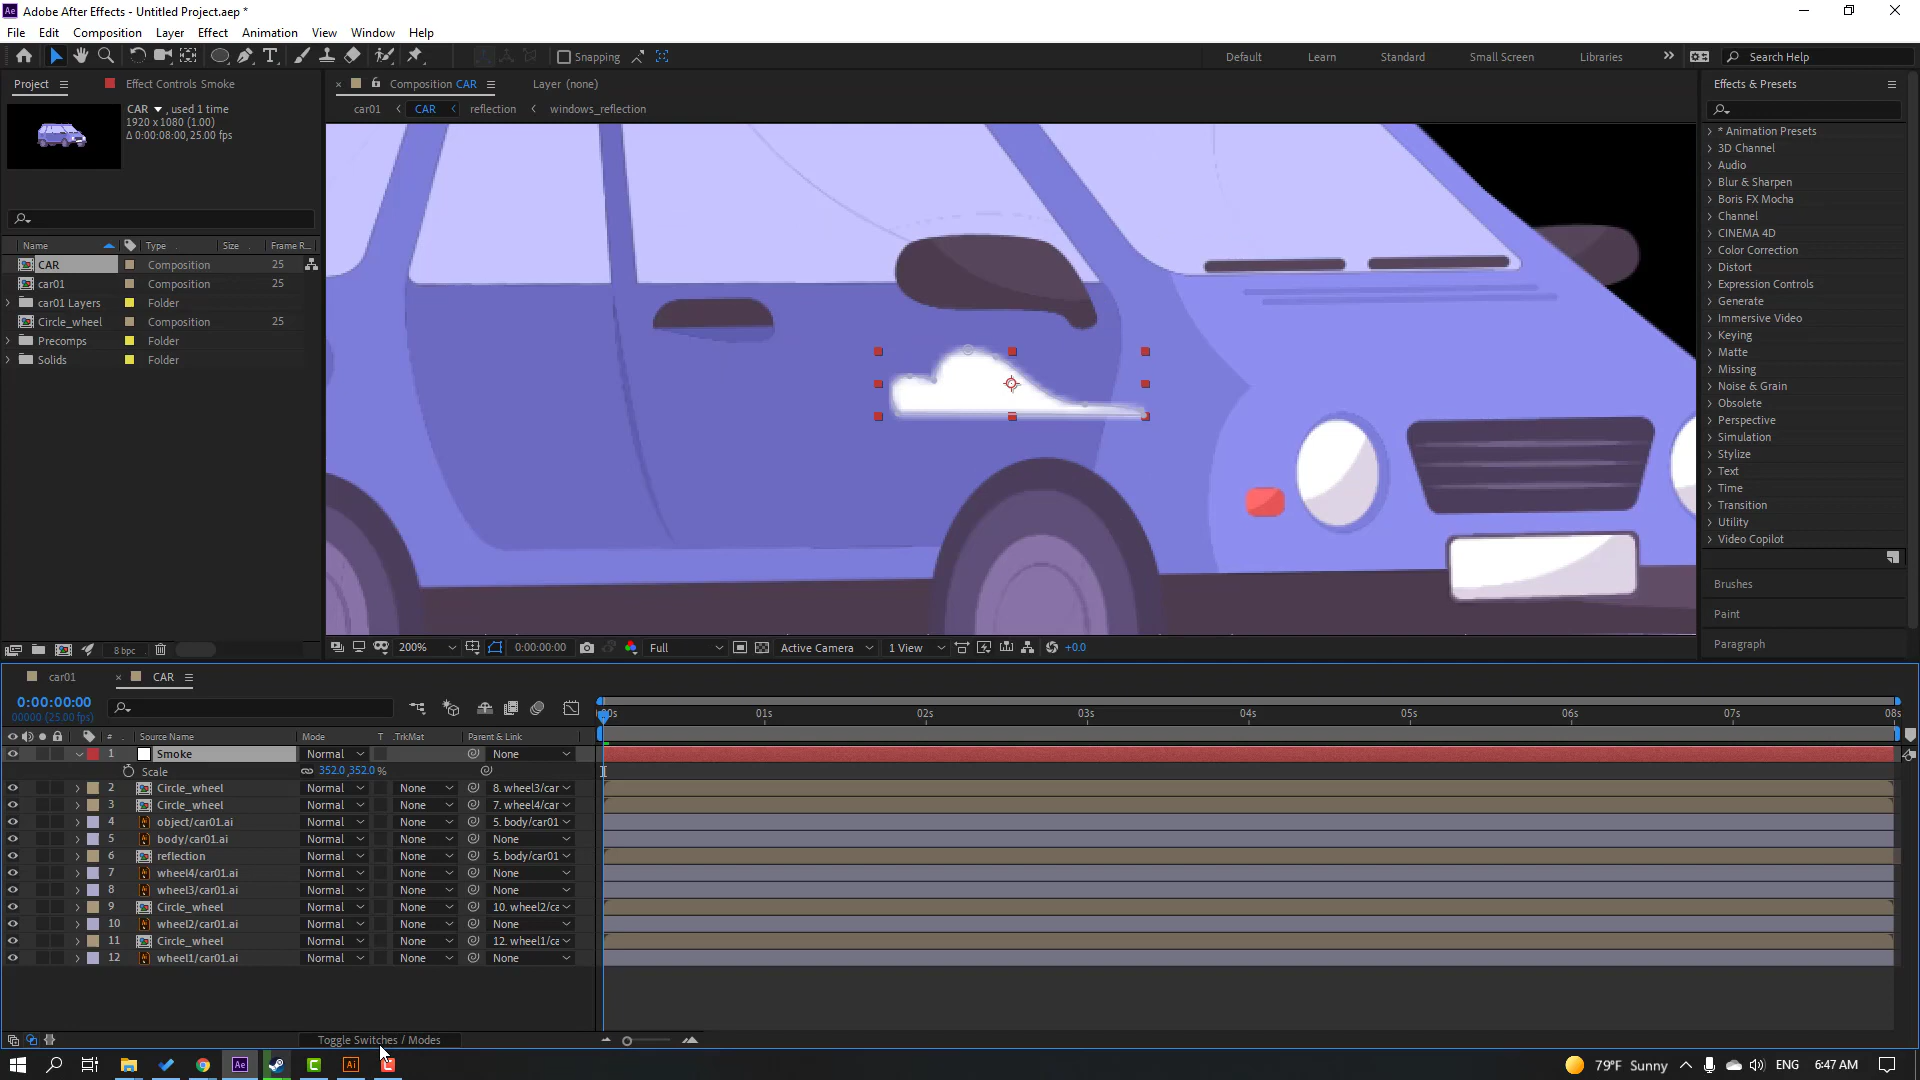 Ae Adobe After Effects - Untitled Project.aep *
File Edit Composition Layer Effect Animation View Window Help
Snapping
Default Learn Standard Small Screen Libraries Search Help
Project Effect Controls Smoke
CAR , used 1 time
1920 x 1080 (1.00)
Δ 0:00:08:00, 25.00 fps
Name Type Size Frame R...
CAR Composition 25
car01 Composition 25
car01 Layers Folder
Circle_wheel Composition 25
Precomps Folder
Solids Folder
8 bpc
Composition CAR Layer (none)
car01 CAR reflection windows_reflection
200% 0:00:00:00 Full Active Camera 1 View +0.0
Effects & Presets
* Animation Presets
3D Channel
Audio
Blur & Sharpen
Boris FX Mocha
Channel
CINEMA 4D
Color Correction
Distort
Expression Controls
Generate
Immersive Video
Keying
Matte
Missing
Noise & Grain
Obsolete
Perspective
Simulation
Stylize
Text
Time
Transition
Utility
Video Copilot
Brushes
Paint
Paragraph
car01 CAR
0:00:00:00
00000 (25.00 fps)
01s 02s 03s 04s 05s 06s 07s 08s
# Source Name Mode T .TrkMat Parent & Link
1 Smoke Normal None
Scale 352.0,352.0 %
2 Circle_wheel Normal None 8. wheel3/car
3 Circle_wheel Normal None 7. wheel4/car
4 object/car01.ai Normal None 5. body/car01
5 body/car01.ai Normal None None
6 reflection Normal None 5. body/car01
7 wheel4/car01.ai Normal None None
8 wheel3/car01.ai Normal None None
9 Circle_wheel Normal None 10. wheel2/ca
10 wheel2/car01.ai Normal None None
11 Circle_wheel Normal None 12. wheel1/ca
12 wheel1/car01.ai Normal None None
Toggle Switches / Modes
Ae Ai 79°F Sunny ENG 6:47 AM